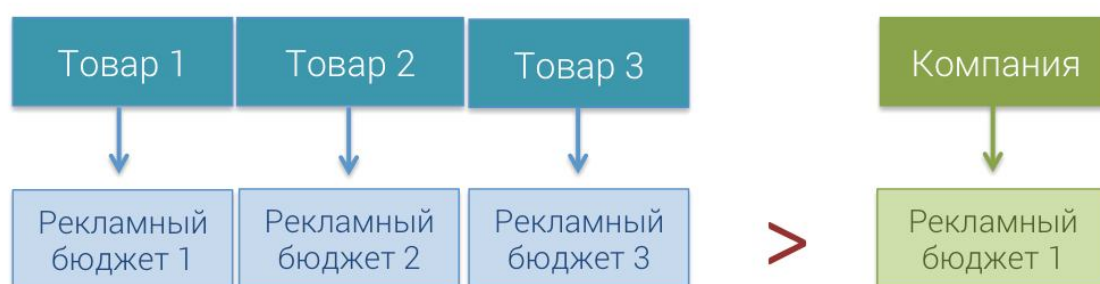 Товар 1
Товар 2
Товар 3
Компания
Рекламный
бюджет 1
Рекламный
бюджет 2
Рекламный
бюджет 3
>
Рекламный
бюджет 1